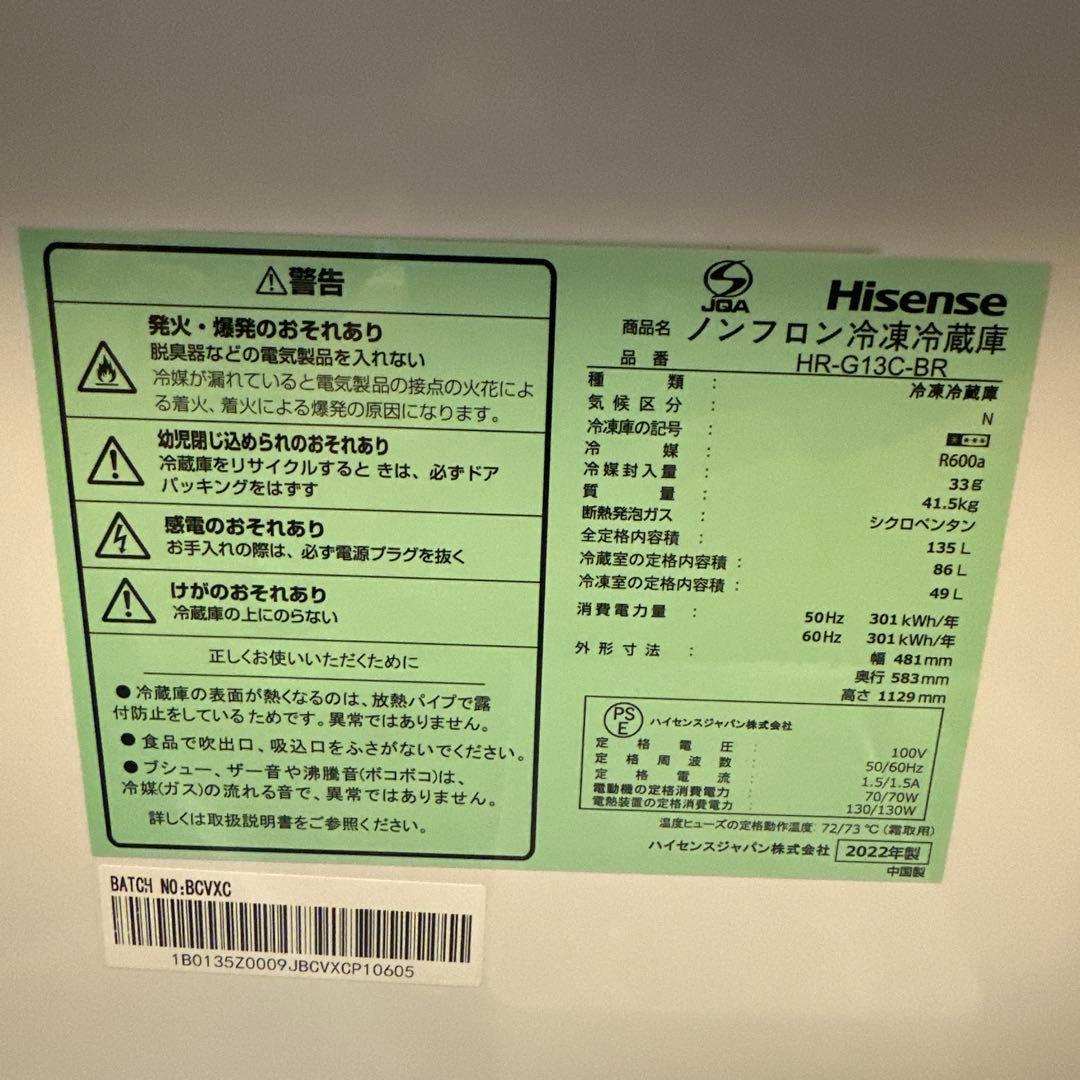 警告
発火・爆発のおそれあり
脱臭器などの電気製品を入れない
冷媒が漏れていると電気製品の接点の火花によ
る着火、着火による爆発の原因になります。
幼児閉じ込められのおそれあり
冷蔵庫をリサイクルすると きは、必ずドア
パッキングをはずす
感電のおそれあり
お手入れの際は、必ず電源プラグを抜く
けがのおそれあり
冷蔵庫の上にのらない
正しくお使いいただくために
●冷蔵庫の表面が熱くなるのは、放熱パイプで露
付防止をしているためです。異常ではありません。
●食品で吹出口、吸込口をふさがないでください。
●ブシュー、ザー音や沸騰音(ボコボコ)は、
冷媒(ガス)の流れる音で、異常ではありません。
詳しくは取扱説明書をご参照ください。
JQA
Hisense
商品名 ノンフロン冷凍冷蔵庫
品番 HR-G13C-BR
種類 : 冷凍冷蔵庫
気候区分 : N
冷凍庫の記号 : ＊＊＊＊
冷媒 : R600a
冷媒封入量 : 33g
質量 : 41.5kg
断熱発泡ガス : シクロペンタン
全定格内容積 : 135 L
冷蔵室の定格内容積 : 86 L
冷凍室の定格内容積 : 49 L
消費電力量 : 50Hz 301 kWh/年
60Hz 301 kWh/年
外形寸法 : 幅 481mm
奥行 583mm
高さ 1129mm
PSE ハイセンスジャパン株式会社
定格電圧 : 100V
定格周波数 : 50/60Hz
定格電流 : 1.5/1.5A
電動機の定格消費電力 : 70/70W
電熱装置の定格消費電力 : 130/130W
温度ヒューズの定格動作温度: 72/73 ℃ (霜取用)
ハイセンスジャパン株式会社 2022年製
中国製
BATCH NO:BCVXC
1B0135Z0009JBCVXCP10605